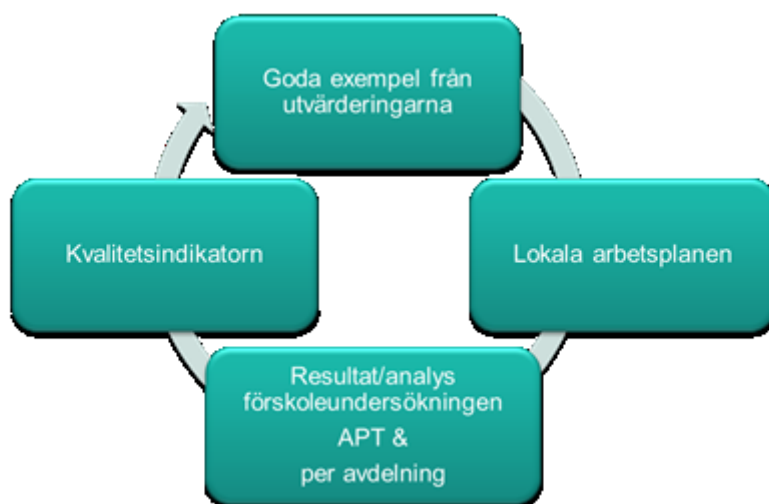 Goda exempel från
utvärderingarna
Kvalitetsindikatorn
Lokala arbetsplanen
Resultat/analys
förskoleundersökningen
APT &
per avdelning